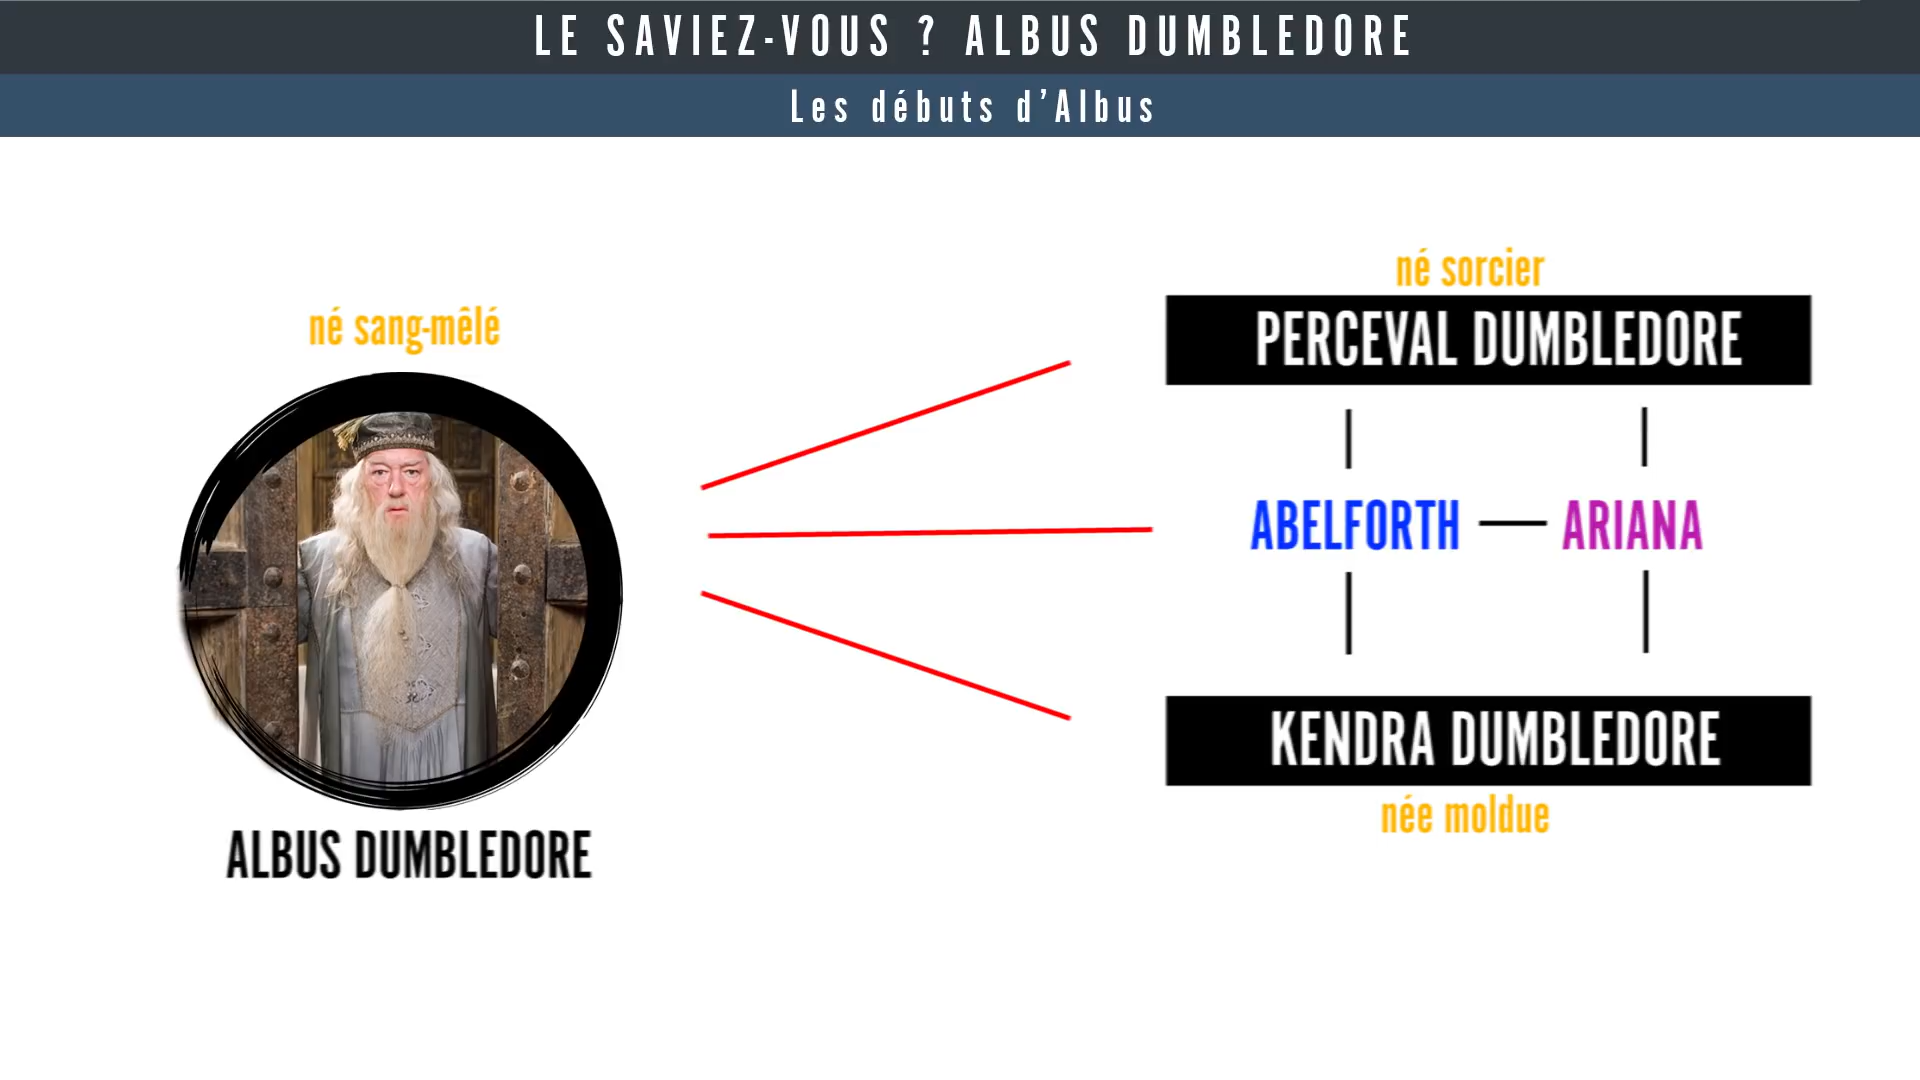 LE SAVIEZ-VOUS ? ALBUS DUMBLEDORE
Les débuts d'Albus
né sang-mêlé
ALBUS DUMBLEDORE
né sorcier
PERCEVAL DUMBLEDORE
ABELFORTH — ARIANA
KENDRA DUMBLEDORE
née moldue